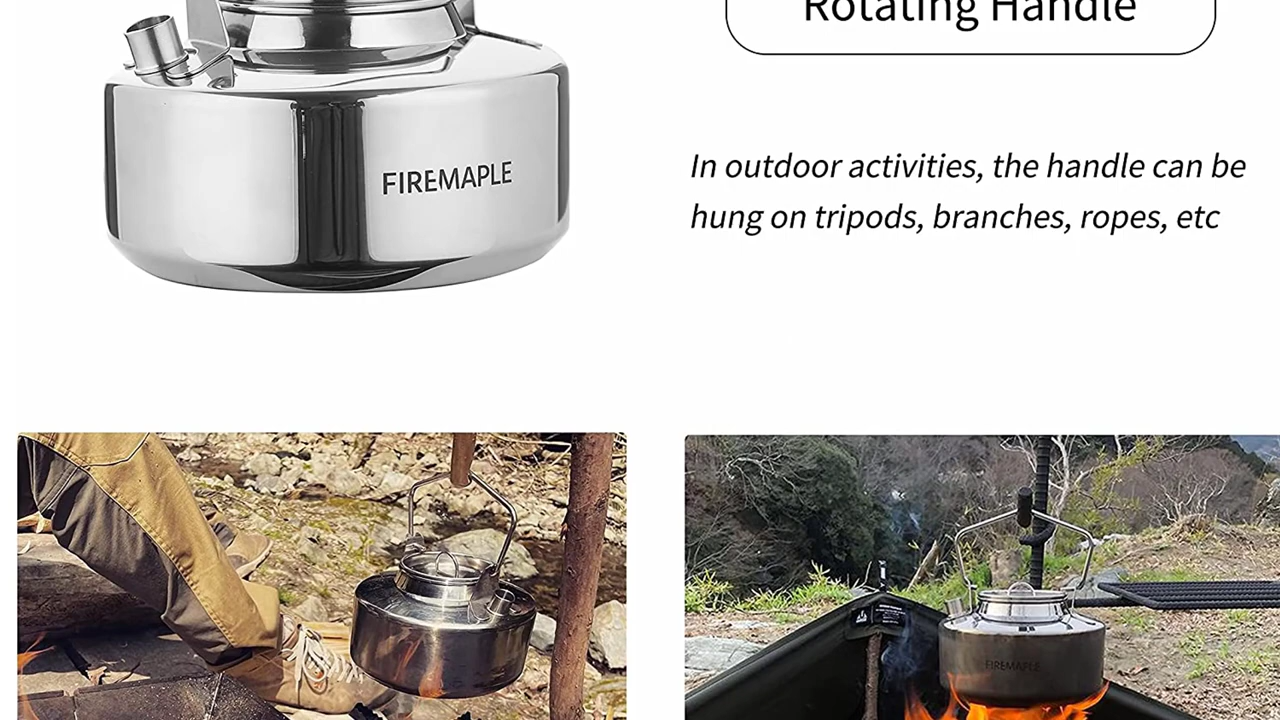 Rotating Handle
FIREMAPLE
In outdoor activities, the handle can be
hung on tripods, branches, ropes, etc
FIREMAPLE